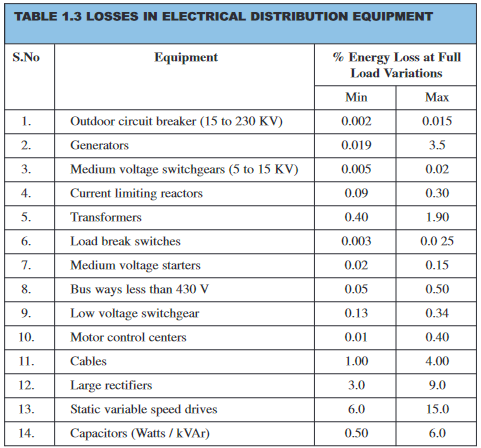 TABLE 1.3 LOSSES IN ELECTRICAL DISTRIBUTION EQUIPMENT
S.No Equipment % Energy Loss at Full
Load Variations
Min Max
1. Outdoor circuit breaker (15 to 230 KV) 0.002 0.015
2. Generators 0.019 3.5
3. Medium voltage switchgears (5 to 15 KV) 0.005 0.02
4. Current limiting reactors 0.09 0.30
5. Transformers 0.40 1.90
6. Load break switches 0.003 0.0 25
7. Medium voltage starters 0.02 0.15
8. Bus ways less than 430 V 0.05 0.50
9. Low voltage switchgear 0.13 0.34
10. Motor control centers 0.01 0.40
11. Cables 1.00 4.00
12. Large rectifiers 3.0 9.0
13. Static variable speed drives 6.0 15.0
14. Capacitors (Watts / kVAr) 0.50 6.0